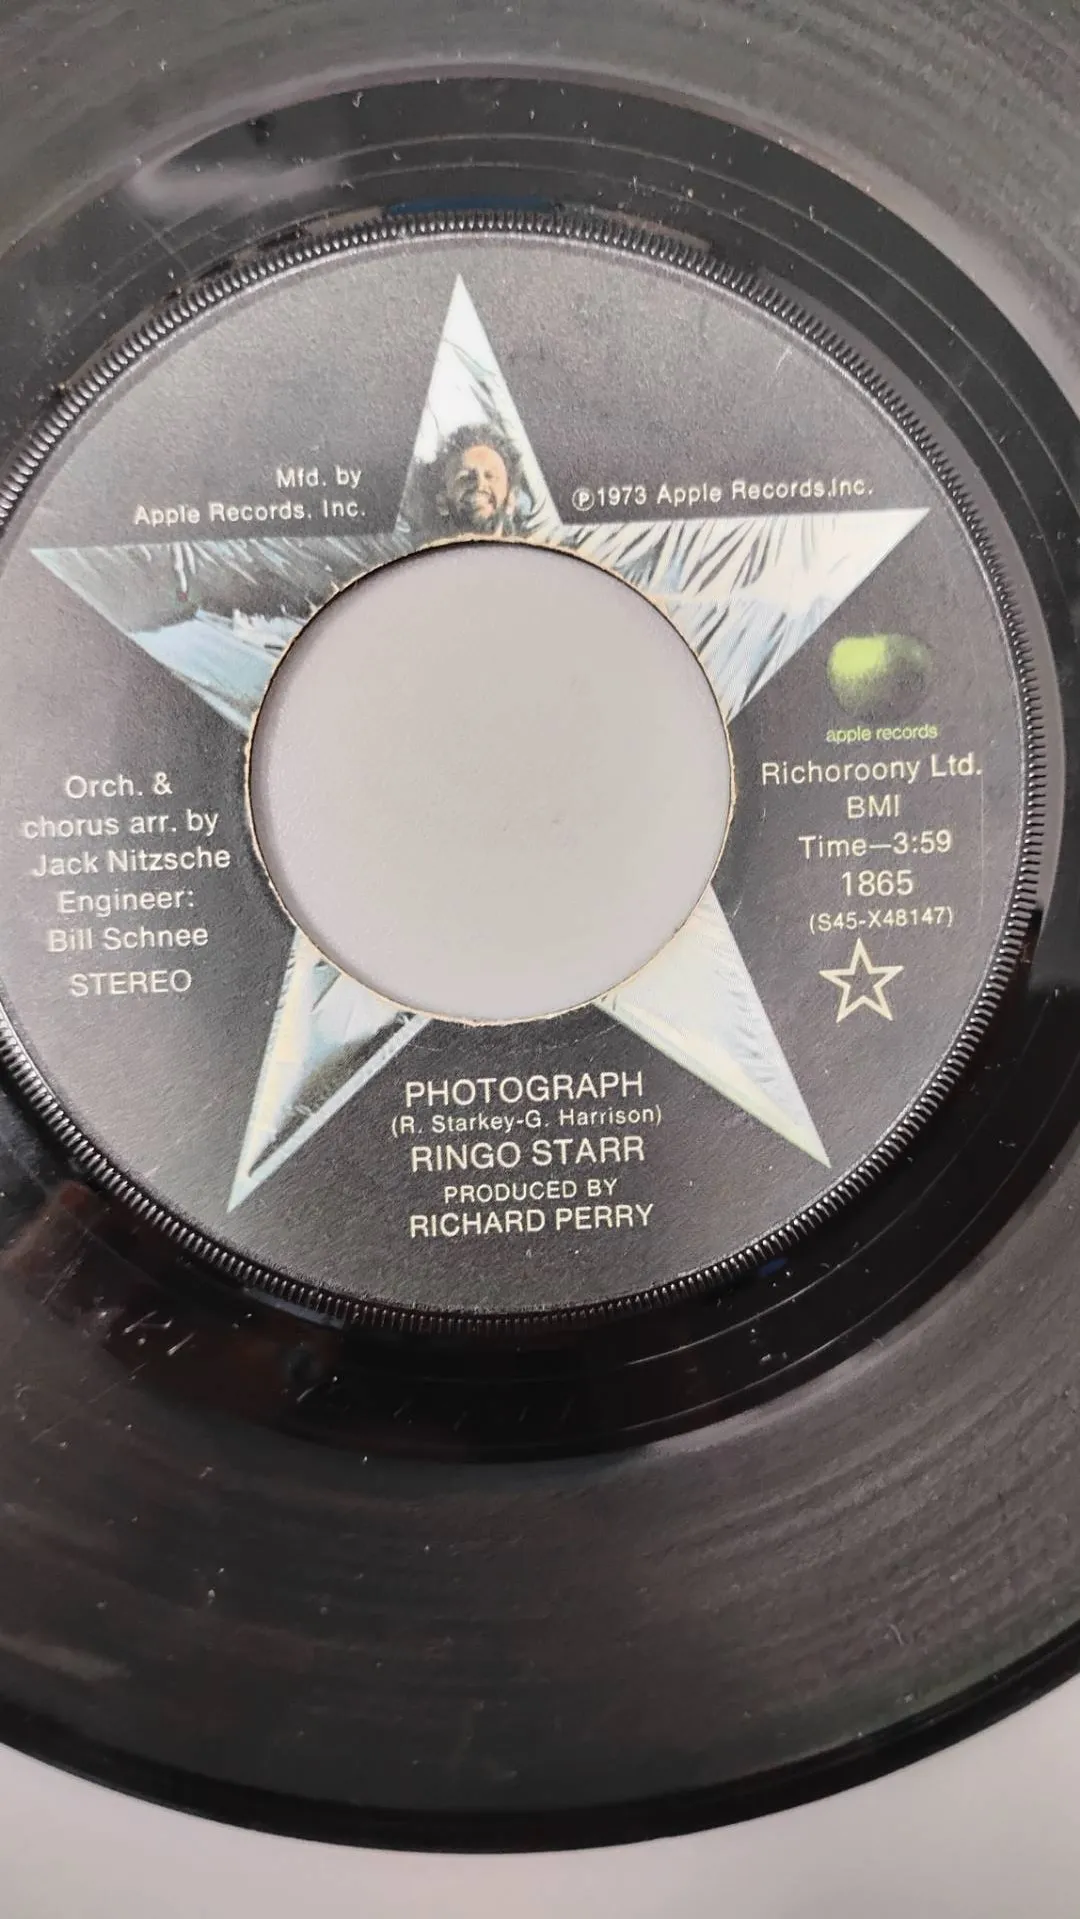 Mfd. by
Apple Records, Inc.
℗1973 Apple Records,Inc.
apple records
Richoroony Ltd.
BMI
Time—3:59
1865
(S45-X48147)
Orch. &
chorus arr. by
Jack Nitzsche
Engineer:
Bill Schnee
STEREO
PHOTOGRAPH
(R. Starkey-G. Harrison)
RINGO STARR
PRODUCED BY
RICHARD PERRY